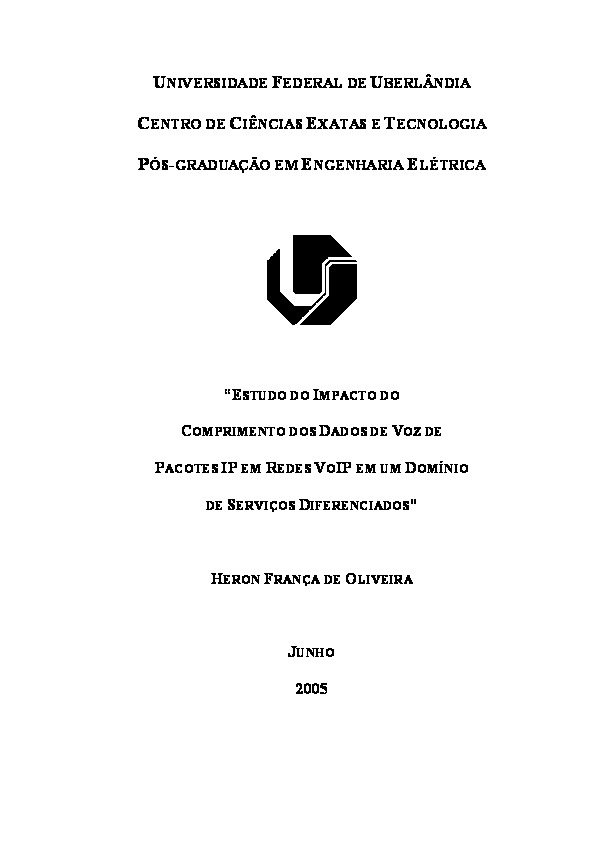 UNIVERSIDADE FEDERAL DE UBERLÂNDIA
CENTRO DE CIÊNCIAS EXATAS E TECNOLOGIA
PÓS-GRADUAÇÃO EM ENGENHARIA ELÉTRICA
"ESTUDO DO IMPACTO DO
COMPRIMENTO DOS DADOS DE VOZ DE
PACOTES IP EM REDES VOIP EM UM DOMÍNIO
DE SERVIÇOS DIFERENCIADOS"
HERON FRANÇA DE OLIVEIRA
JUNHO
2005